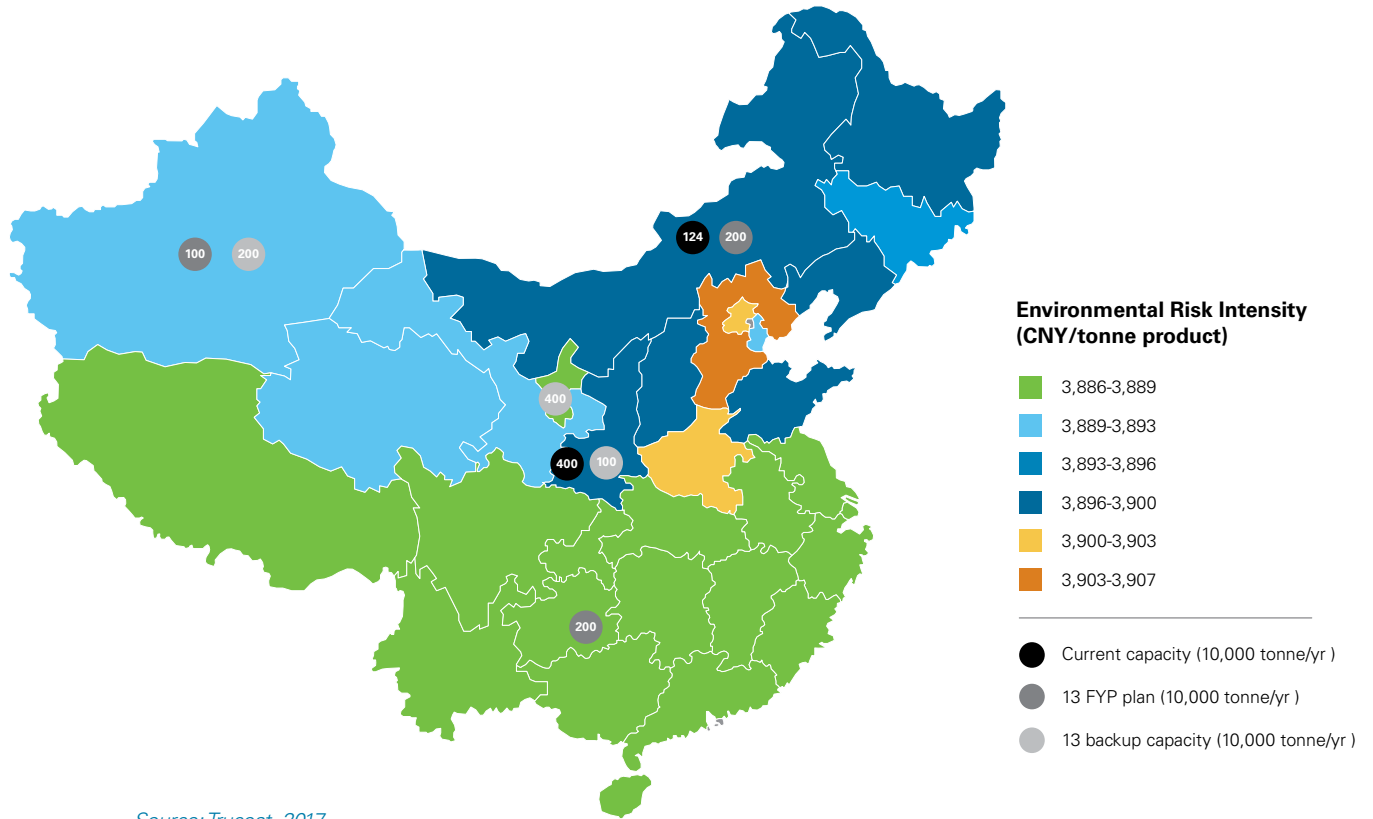 124
200
100
200
400
400
100
200
Environmental Risk Intensity
(CNY/tonne product)
3,886-3,889
3,889-3,893
3,893-3,896
3,896-3,900
3,900-3,903
3,903-3,907
Current capacity (10,000 tonne/yr )
13 FYP plan (10,000 tonne/yr )
13 backup capacity (10,000 tonne/yr )
Source: Trucost, 2017